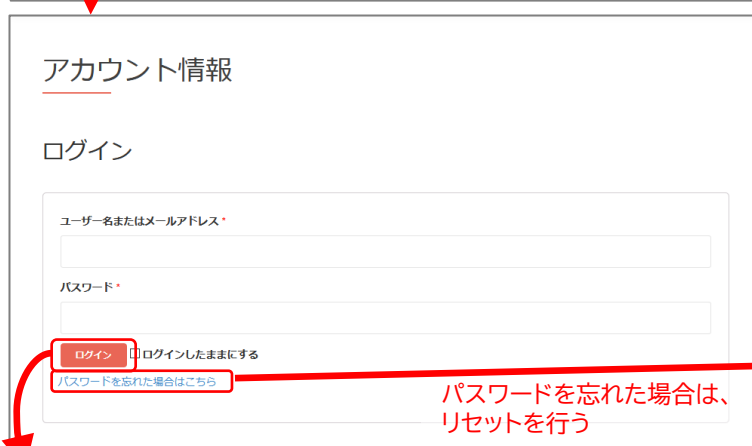 アカウント情報
ログイン
ユーザー名またはメールアドレス *
パスワード *
ログイン ログインしたままにする
パスワードを忘れた場合はこちら
パスワードを忘れた場合は、
リセットを行う